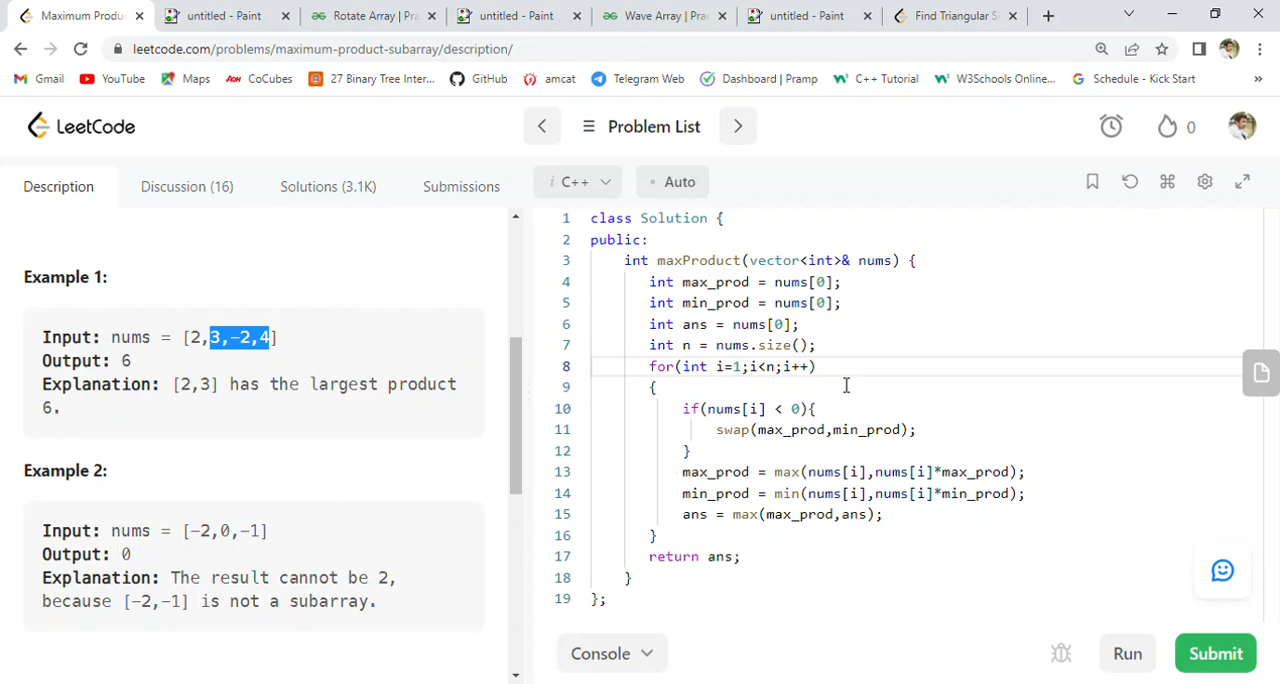 Maximum Produc
untitled - Paint
Rotate Array | Pra
untitled - Paint
Wave Array | Prac
untitled - Paint
Find Triangular S
leetcode.com/problems/maximum-product-subarray/description/
Gmail YouTube Maps AON CoCubes 27 Binary Tree Inter... GitHub amcat Telegram Web Dashboard | Pramp C++ Tutorial W3Schools Online... Schedule - Kick Start »
LeetCode
Problem List
0
Description Discussion (16) Solutions (3.1K) Submissions
i C++ Auto
Example 1:
Input: nums = [2,3,-2,4]
Output: 6
Explanation: [2,3] has the largest product
6.
Example 2:
Input: nums = [-2,0,-1]
Output: 0
Explanation: The result cannot be 2,
because [-2,-1] is not a subarray.
1 class Solution {
2 public:
3 int maxProduct(vector<int>& nums) {
4 int max_prod = nums[0];
5 int min_prod = nums[0];
6 int ans = nums[0];
7 int n = nums.size();
8 for(int i=1;i<n;i++)
9 {
10 if(nums[i] < 0){
11 swap(max_prod,min_prod);
12 }
13 max_prod = max(nums[i],nums[i]*max_prod);
14 min_prod = min(nums[i],nums[i]*min_prod);
15 ans = max(max_prod,ans);
16 }
17 return ans;
18 }
19 };
Console
Run
Submit